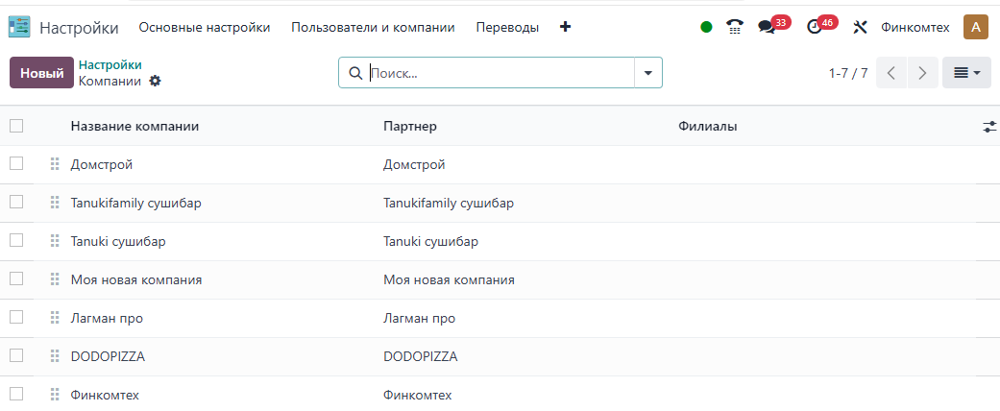 Настройки Основные настройки Пользователи и компании Переводы 33 46 Финкомтех A
Новый Настройки Поиск... 1-7 / 7
Компании
Название компании Партнер Филиалы
Домстрой Домстрой
Tanukifamily сушибар Tanukifamily сушибар
Tanuki сушибар Tanuki сушибар
Моя новая компания Моя новая компания
Лагман про Лагман про
DODOPIZZA DODOPIZZA
Финкомтех Финкомтех